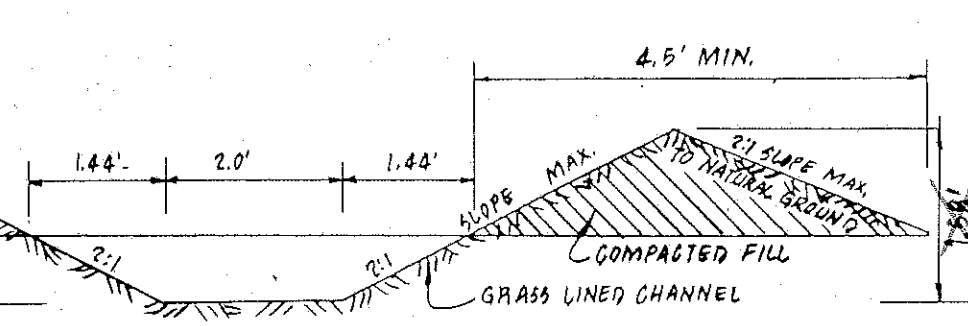 4.5' MIN.
1.44'
2.0'
1.44'
2:1
2:1
SLOPE MAX.
2:1 SLOPE MAX.
TO NATURAL GROUND
COMPACTED FILL
GRASS LINED CHANNEL